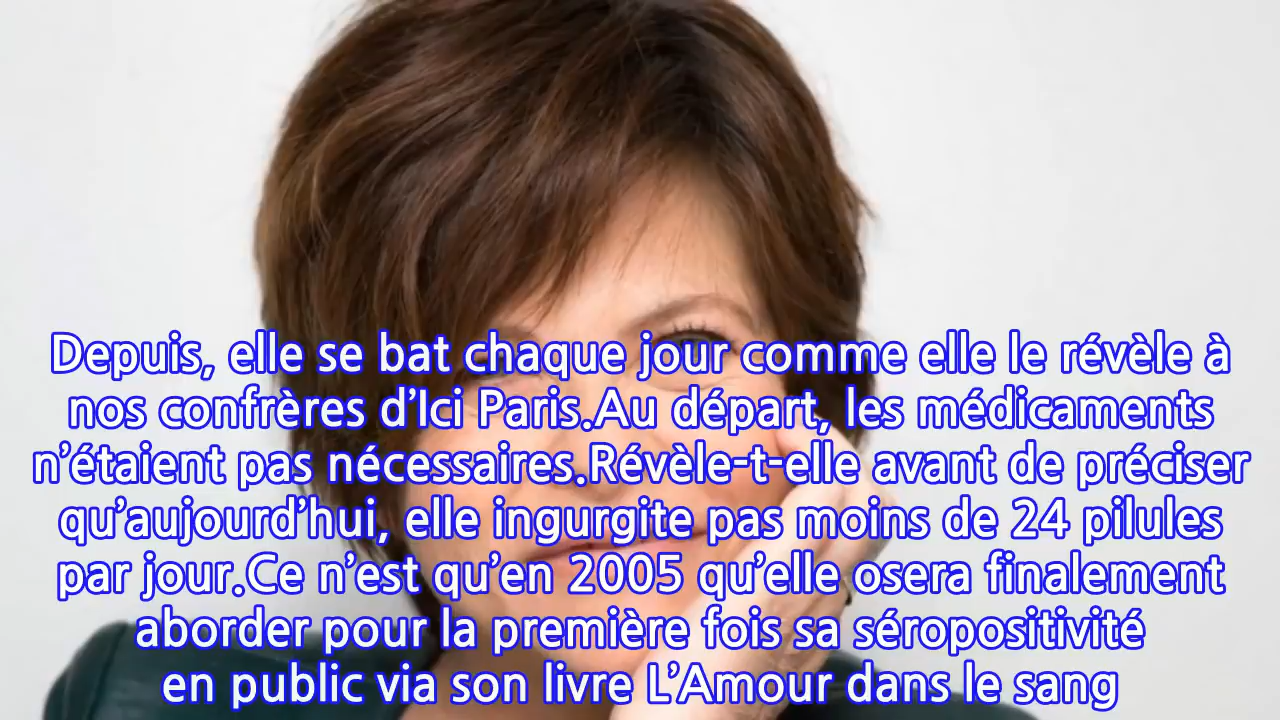 Depuis, elle se bat chaque jour comme elle le révèle à
nos confrères d’Ici Paris.Au départ, les médicaments
n’étaient pas nécessaires.Révèle-t-elle avant de préciser
qu’aujourd’hui, elle ingurgite pas moins de 24 pilules
par jour.Ce n’est qu’en 2005 qu’elle osera finalement
aborder pour la première fois sa séropositivité
en public via son livre L’Amour dans le sang